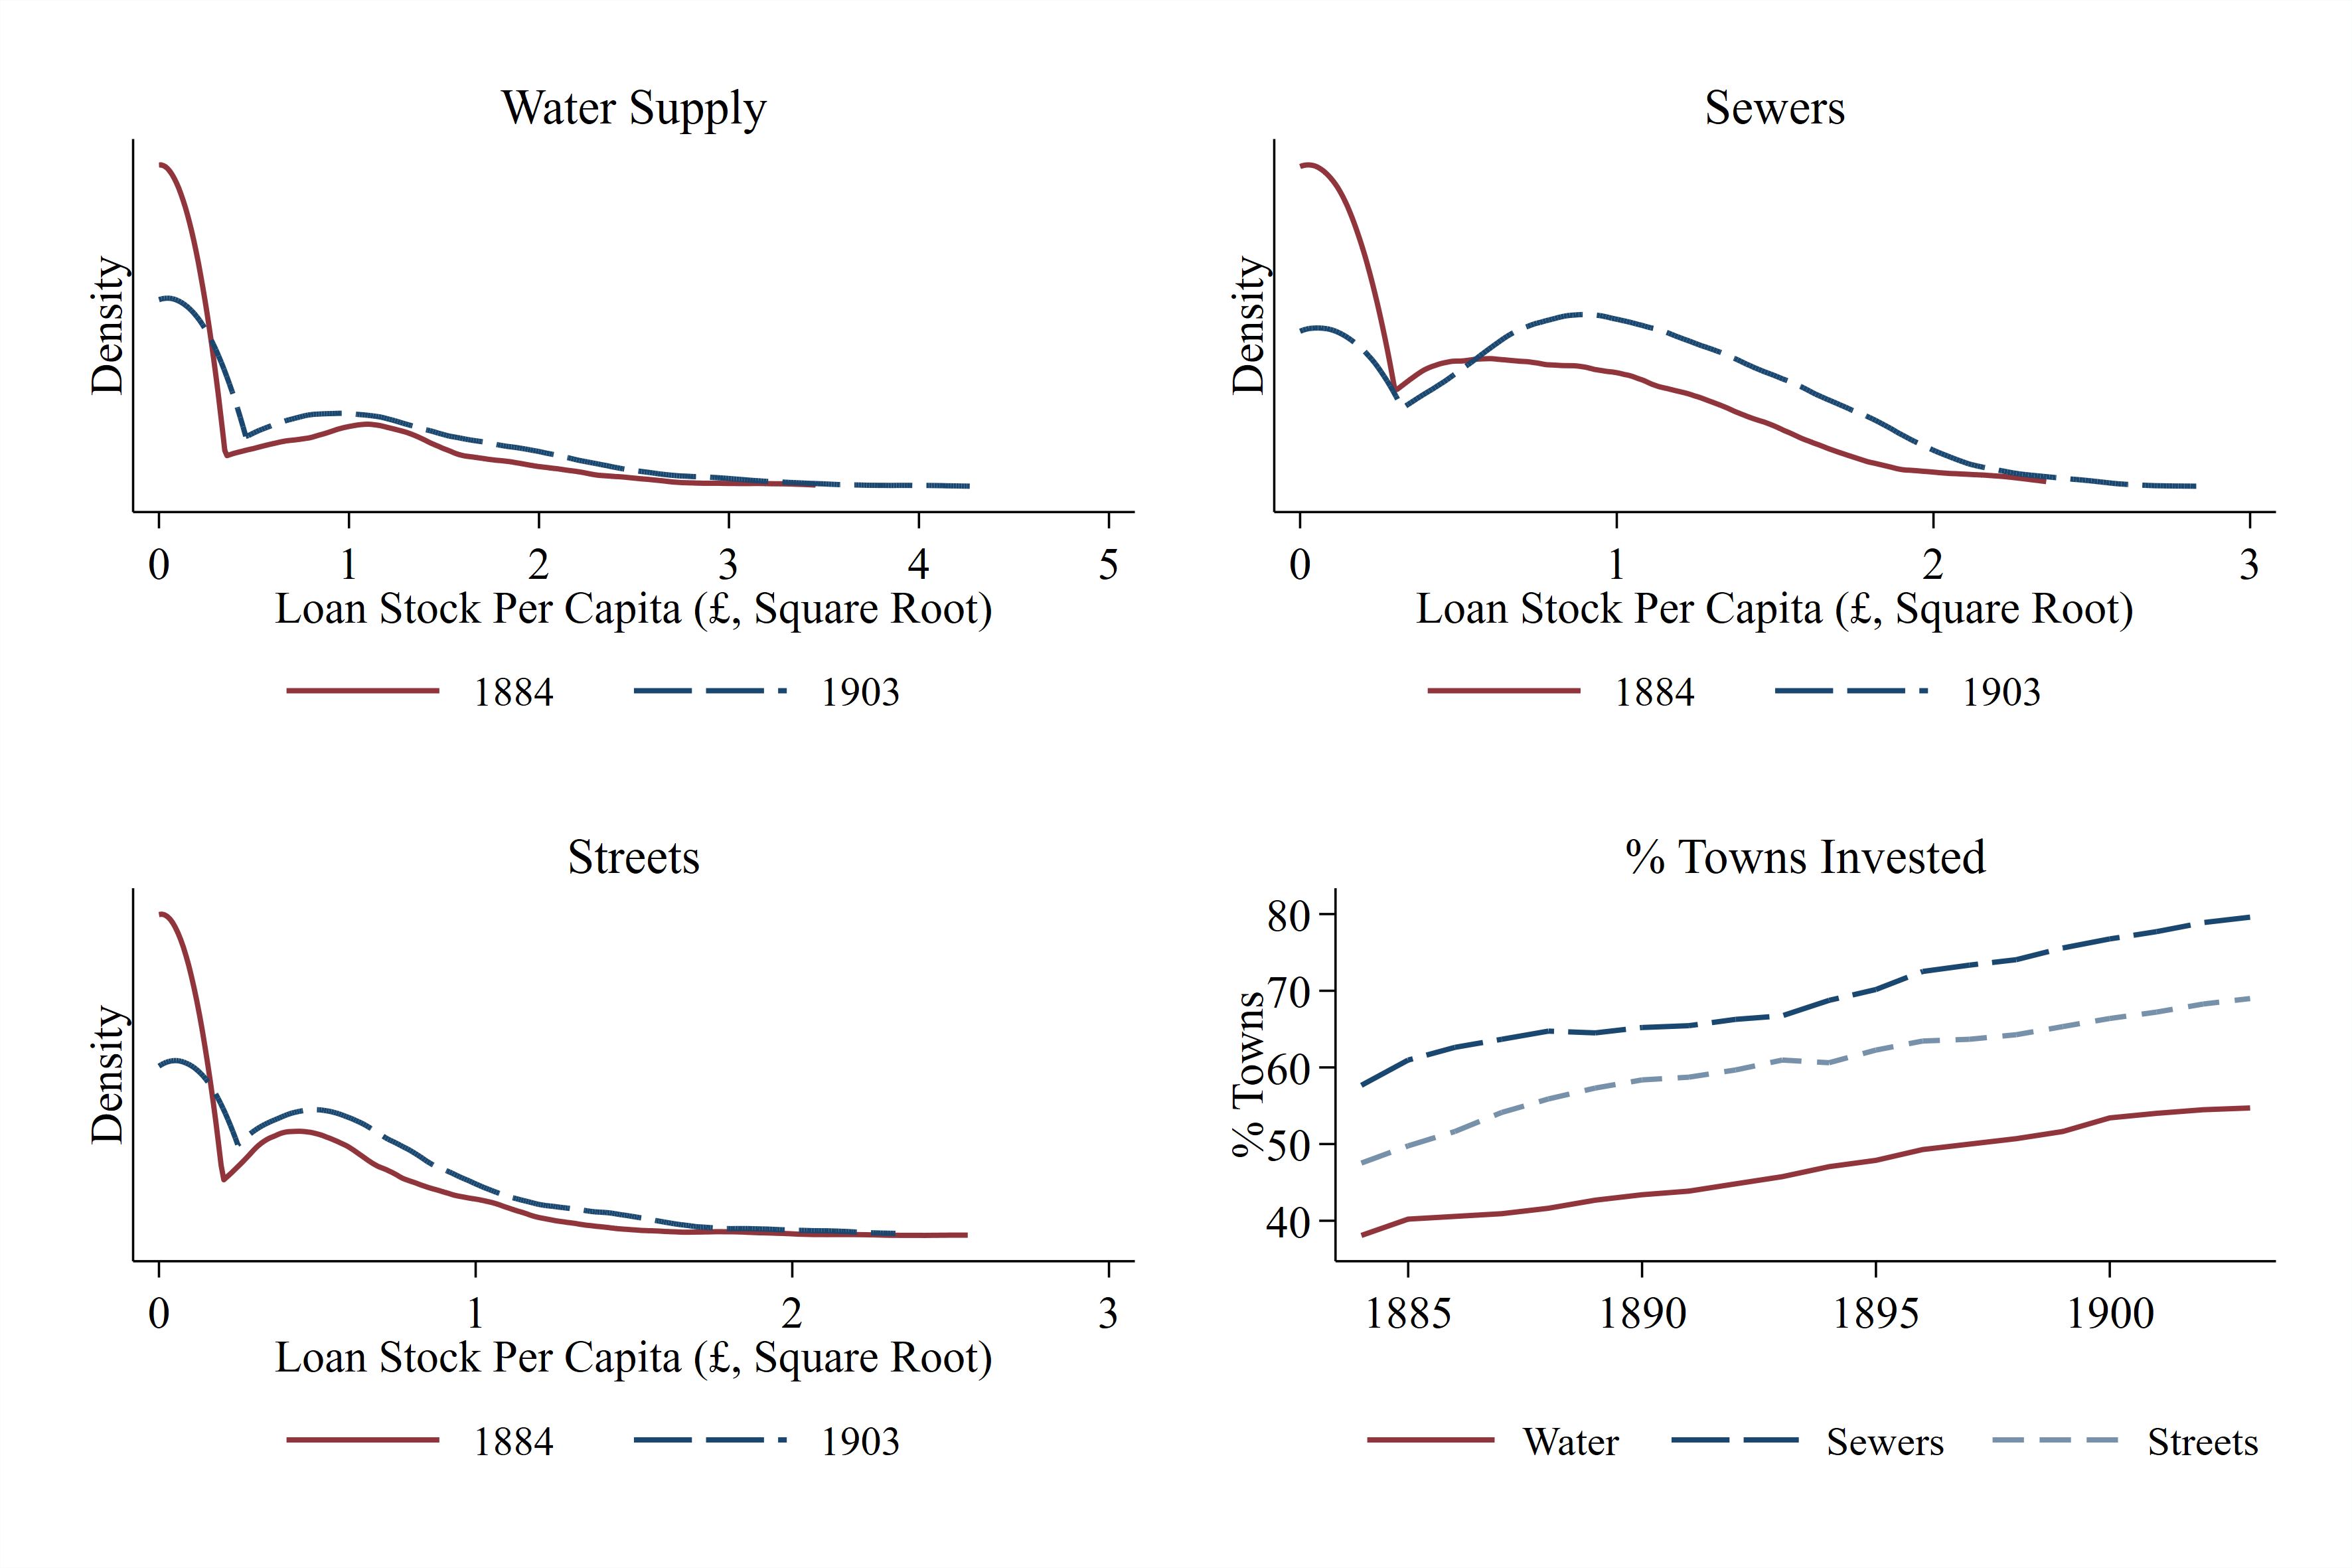 Water Supply
Density
0 1 2 3 4 5
Loan Stock Per Capita (£, Square Root)
1884 1903
Sewers
Density
0 1 2 3
Loan Stock Per Capita (£, Square Root)
1884 1903
Streets
Density
0 1 2 3
Loan Stock Per Capita (£, Square Root)
1884 1903
% Towns Invested
% Towns
80
70
60
50
40
1885 1890 1895 1900
Water Sewers Streets